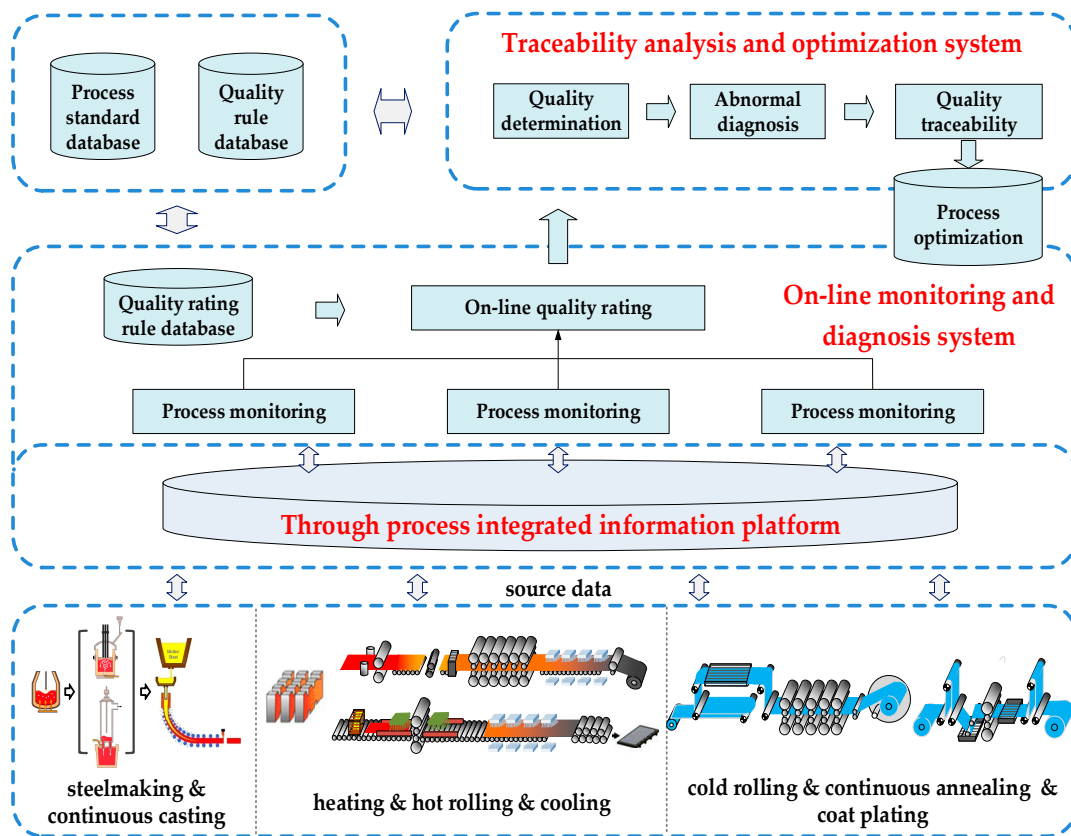 Traceability analysis and optimization system
Process
standard
database
Quality
rule
database
Quality
determination
Abnormal
diagnosis
Quality
traceability
Process
optimization
Quality rating
rule database
On-line quality rating
On-line monitoring and
diagnosis system
Process monitoring
Process monitoring
Process monitoring
Through process integrated information platform
source data
steelmaking &
continuous casting
heating & hot rolling & cooling
cold rolling & continuous annealing &
coat plating